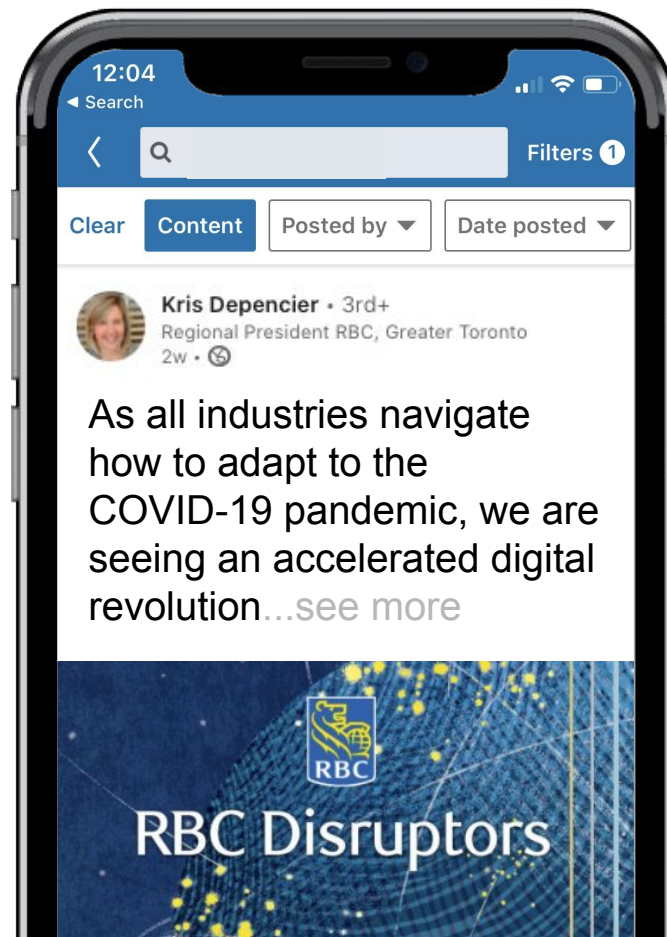 12:04
◄ Search
Filters 1
Clear Content Posted by Date posted
Kris Depencier • 3rd+
Regional President RBC, Greater Toronto
2w •
As all industries navigate
how to adapt to the
COVID-19 pandemic, we are
seeing an accelerated digital
revolution...see more
RBC
RBC Disruptors